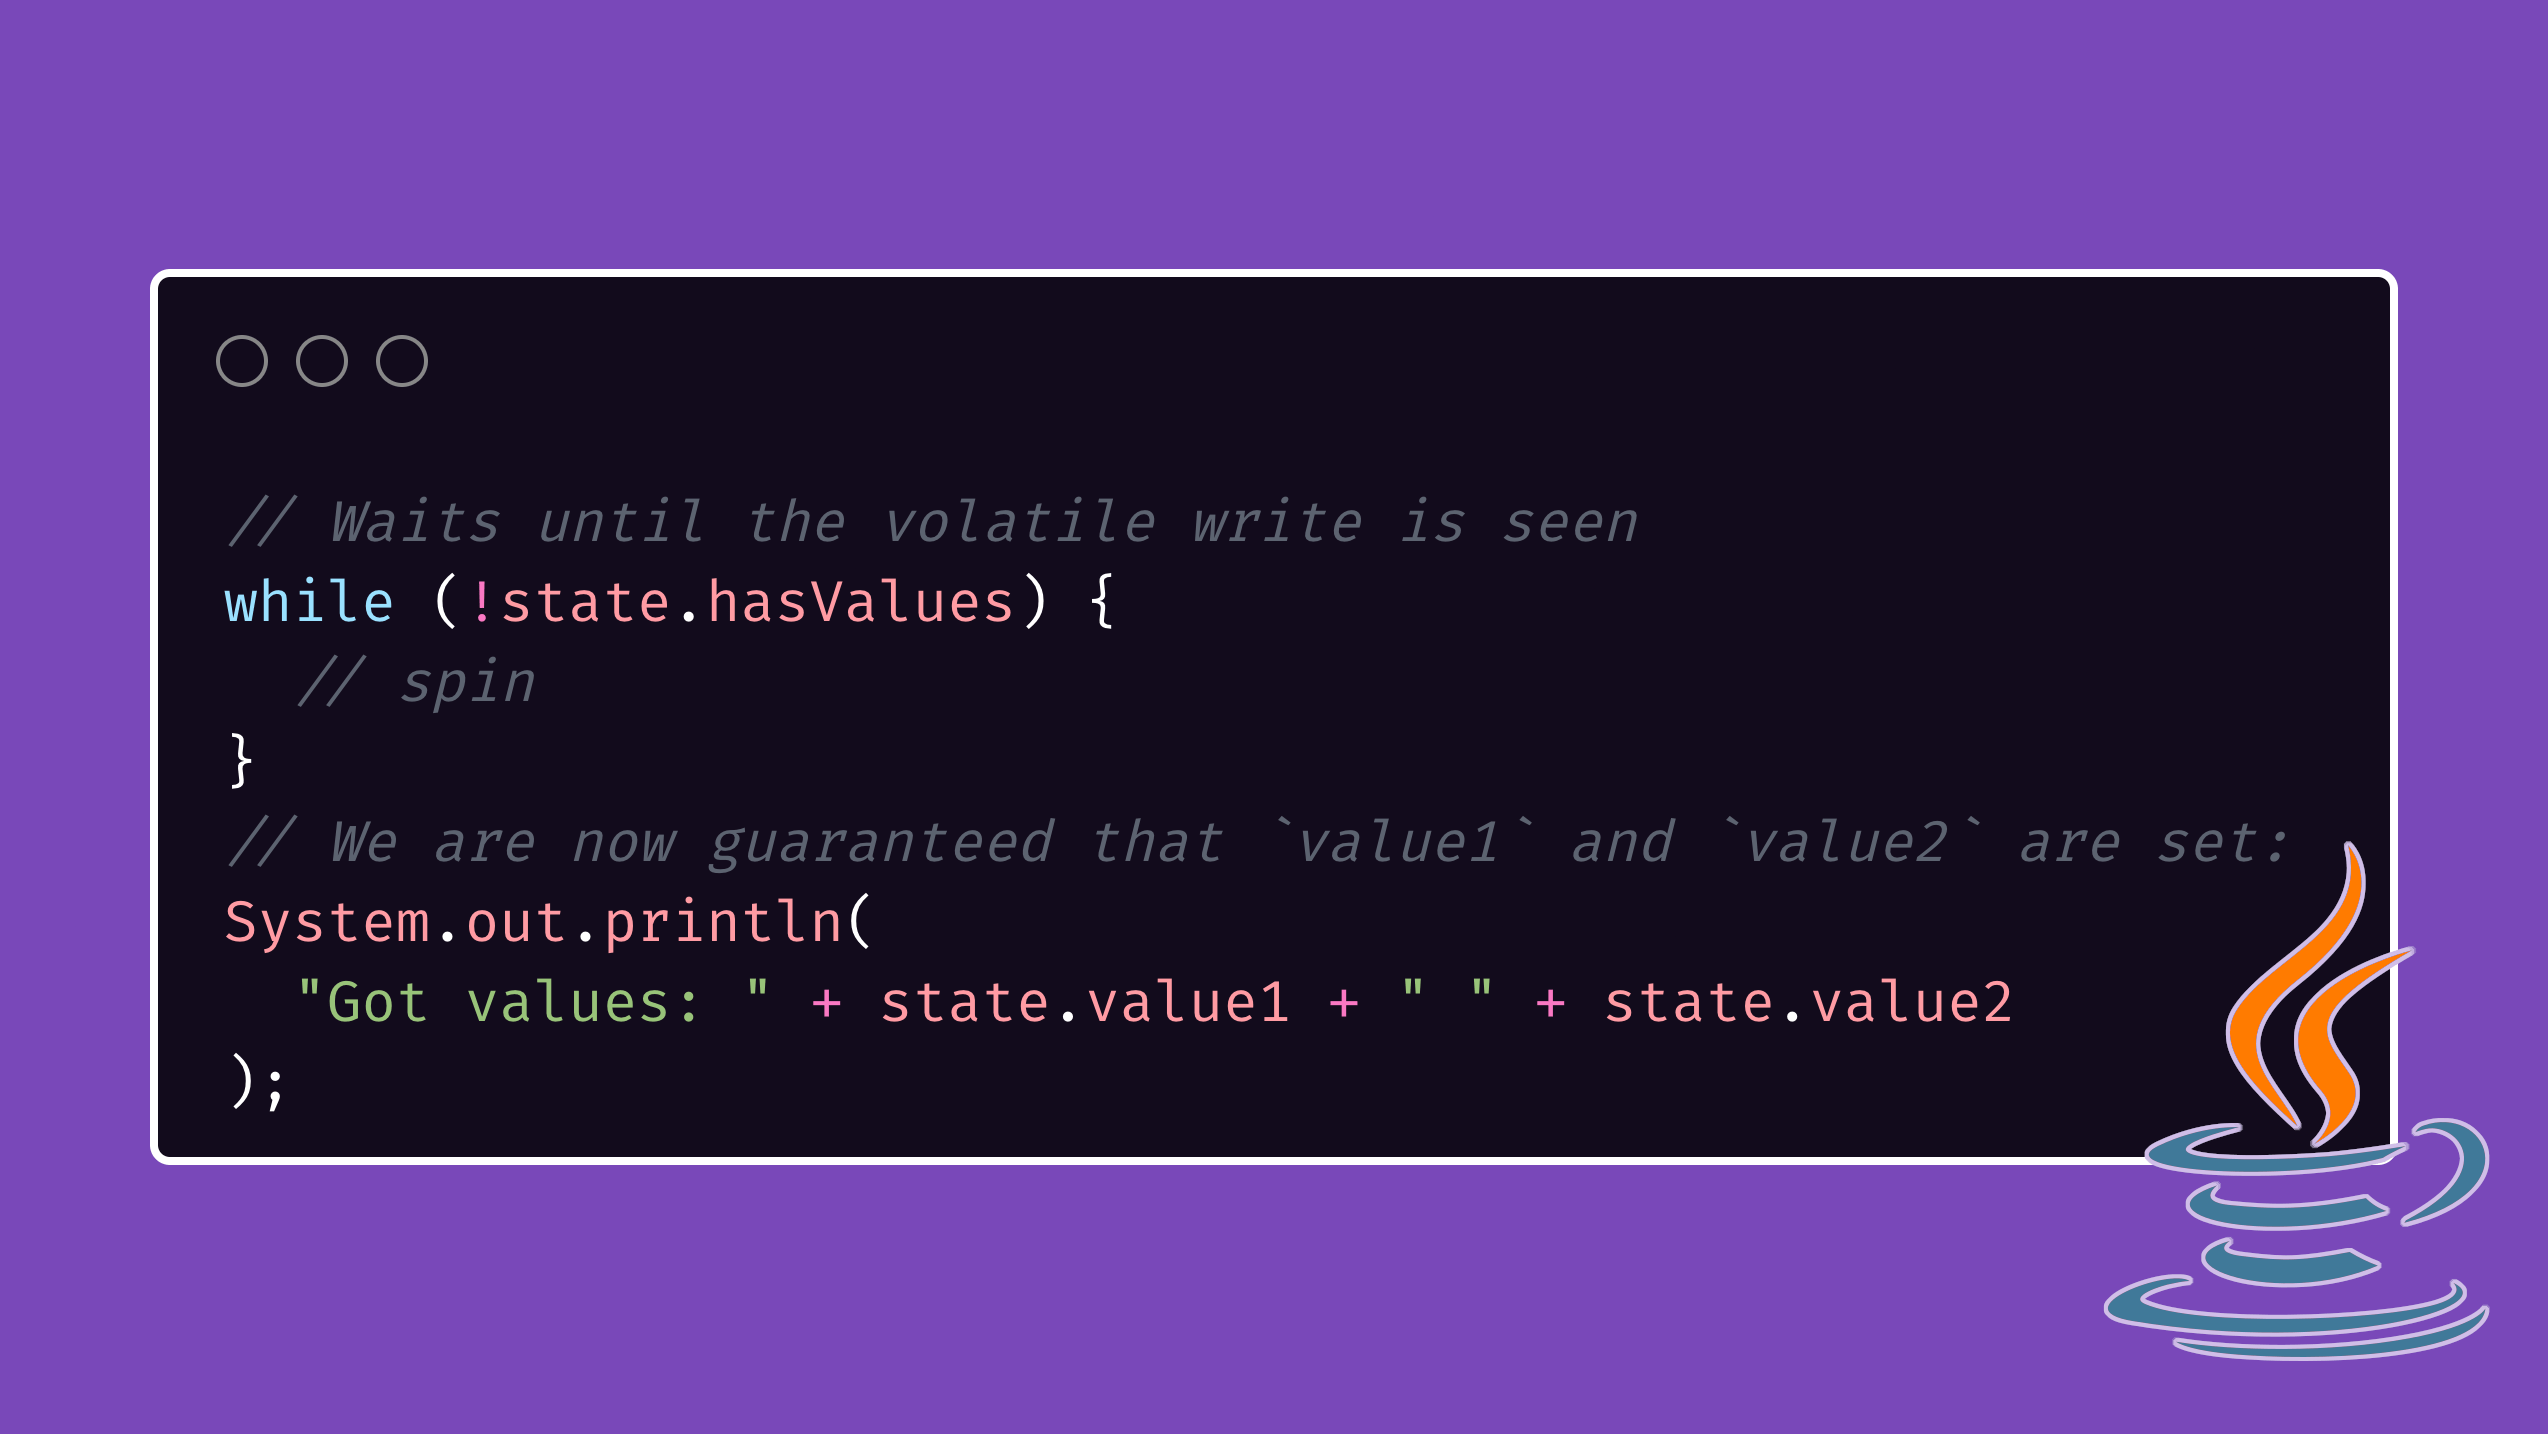 // Waits until the volatile write is seen
while (!state.hasValues) {
  // spin
}
// We are now guaranteed that `value1` and `value2` are set:
System.out.println(
  "Got values: " + state.value1 + " " + state.value2
);